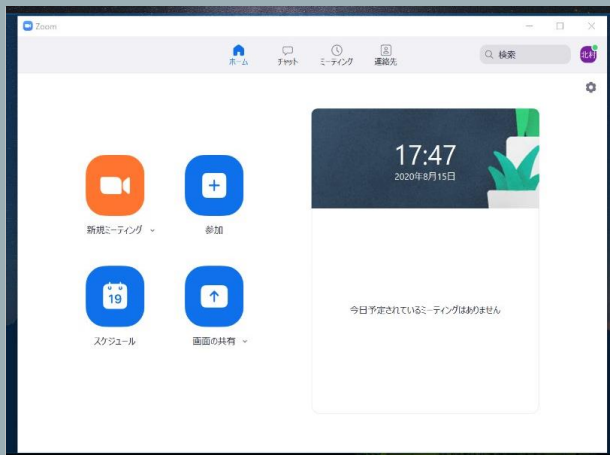 Zoom
ホーム
チャット
ミーティング
連絡先
検索
北村
17:47
2020年8月15日
新規ミーティング
参加
19
スケジュール
画面の共有
今日予定されているミーティングはありません